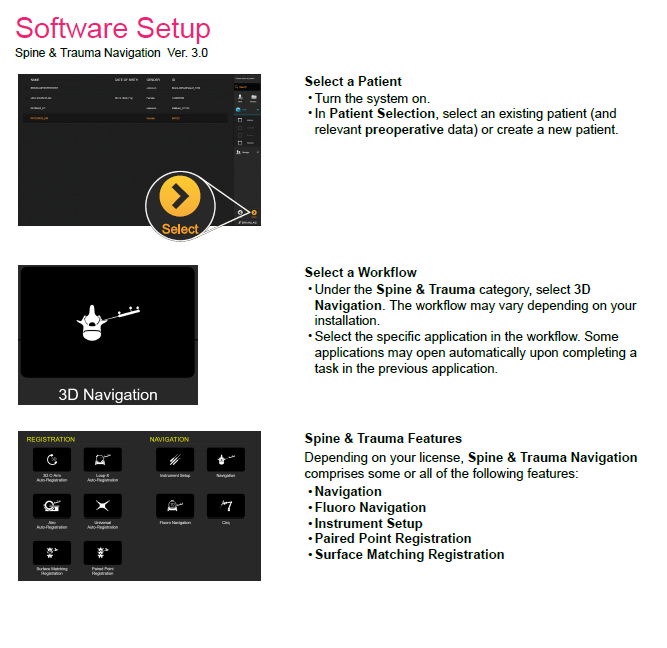 Software Setup
Spine & Trauma Navigation Ver. 3.0
NAME DATE OF BIRTH GENDER ID
Select
Select a Patient
• Turn the system on.
• In Patient Selection, select an existing patient (and
relevant preoperative data) or create a new patient.
3D Navigation
Select a Workflow
• Under the Spine & Trauma category, select 3D
Navigation. The workflow may vary depending on your
installation.
• Select the specific application in the workflow. Some
applications may open automatically upon completing a
task in the previous application.
REGISTRATION NAVIGATION
3D C-Arm
Auto-Registration
Loop-X
Auto-Registration
Instrument Setup
Navigation
Airo
Auto-Registration
Universal
Auto-Registration
Fluoro Navigation
Cirq
Surface Matching
Registration
Paired Point
Registration
Spine & Trauma Features
Depending on your license, Spine & Trauma Navigation
comprises some or all of the following features:
• Navigation
• Fluoro Navigation
• Instrument Setup
• Paired Point Registration
• Surface Matching Registration